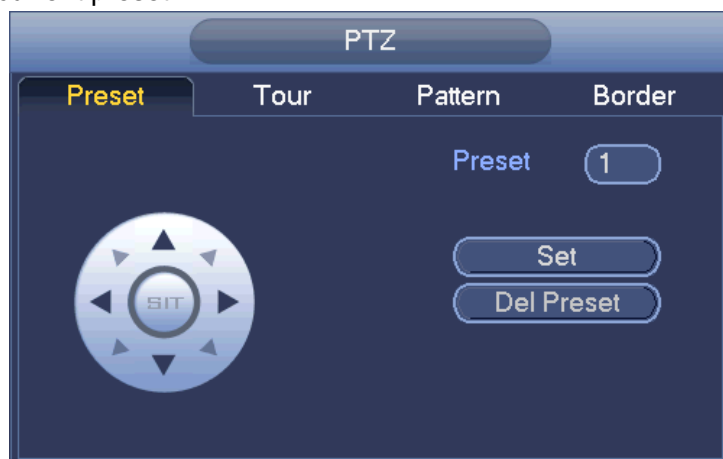 PTZ
Preset Tour Pattern Border
Preset 1
SIT
Set
Del Preset